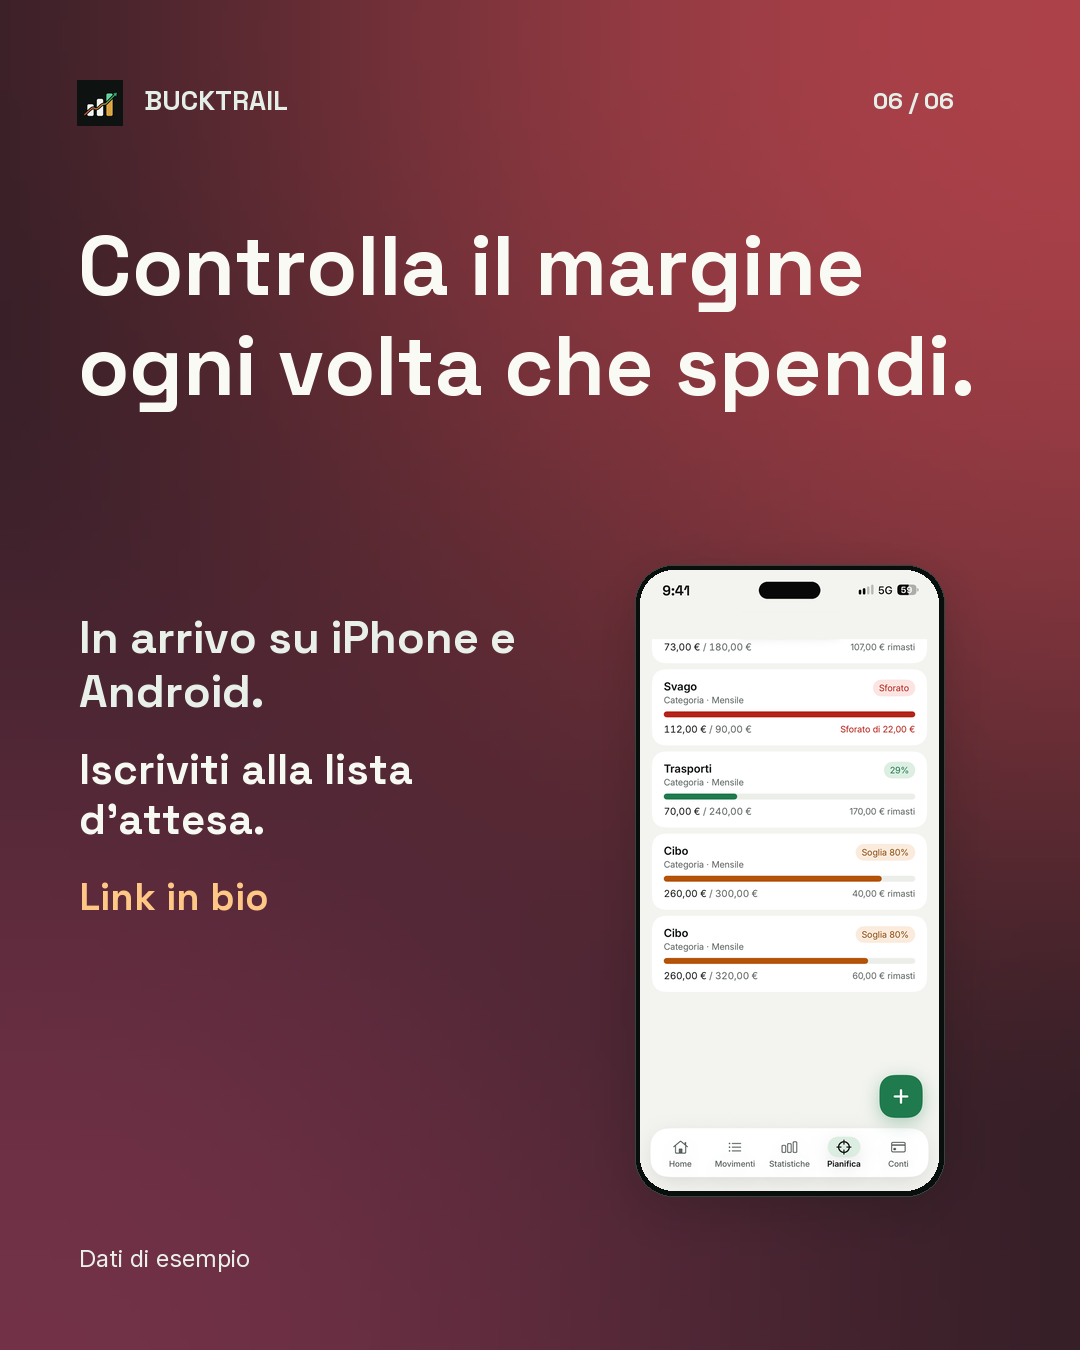 BUCKTRAIL
06 / 06
Controlla il margine
ogni volta che spendi.
In arrivo su iPhone e
Android.
Iscriviti alla lista
d’attesa.
Link in bio
9:41
5G 59
73,00 € / 180,00 €
107,00 € rimasti
Svago
Sforato
Categoria · Mensile
112,00 € / 90,00 €
Sforato di 22,00 €
Trasporti
29%
Categoria · Mensile
70,00 € / 240,00 €
170,00 € rimasti
Cibo
Soglia 80%
Categoria · Mensile
260,00 € / 300,00 €
40,00 € rimasti
Cibo
Soglia 80%
Categoria · Mensile
260,00 € / 320,00 €
60,00 € rimasti
Home
Movimenti
Statistiche
Pianifica
Conti
Dati di esempio